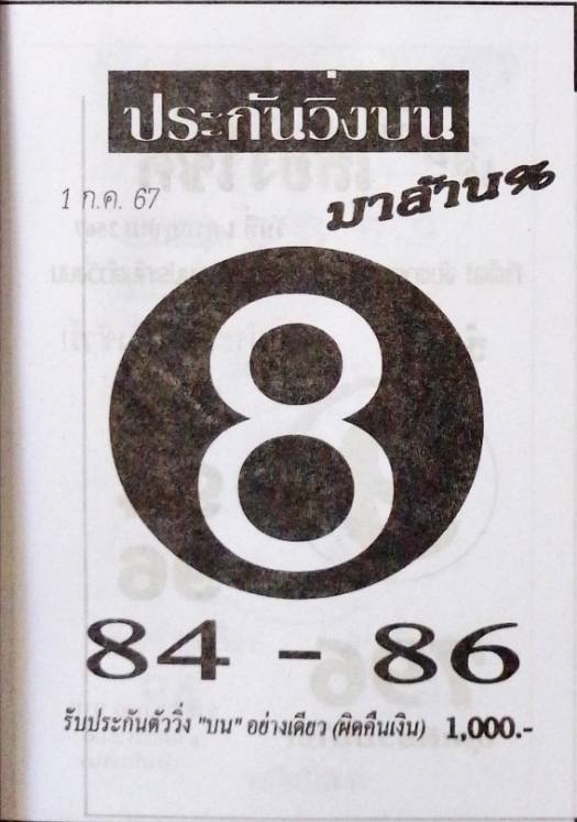 ประกันวิ่งบน
1 ก.ค. 67
มาล้าน%
8
84 - 86
รับประกันตัววิ่ง "บน" อย่างเดียว (ผิดคืนเงิน) 1,000.-